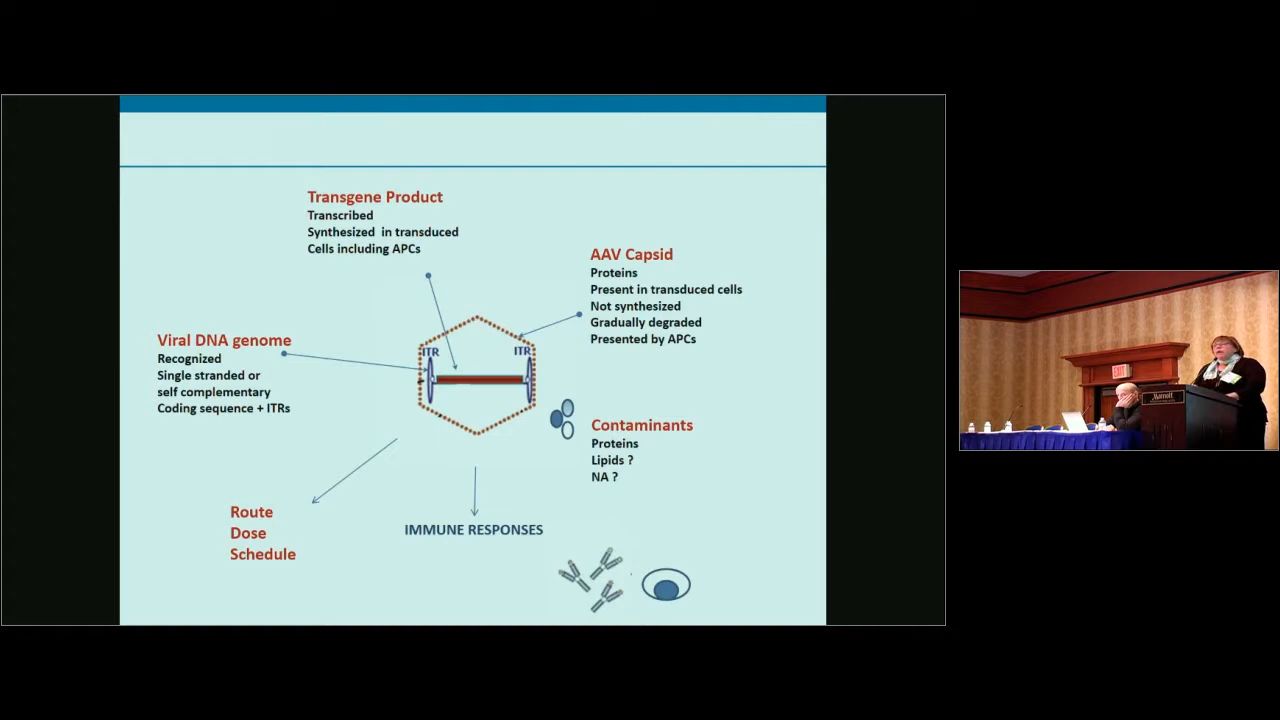 Transgene Product
Transcribed
Synthesized in transduced
Cells including APCs
AAV Capsid
Proteins
Present in transduced cells
Not synthesized
Gradually degraded
Presented by APCs
Viral DNA genome
Recognized
Single stranded or
self complementary
Coding sequence + ITRs
ITR
ITR
Contaminants
Proteins
Lipids ?
NA ?
Route
Dose
Schedule
IMMUNE RESPONSES
EXIT
Marriott